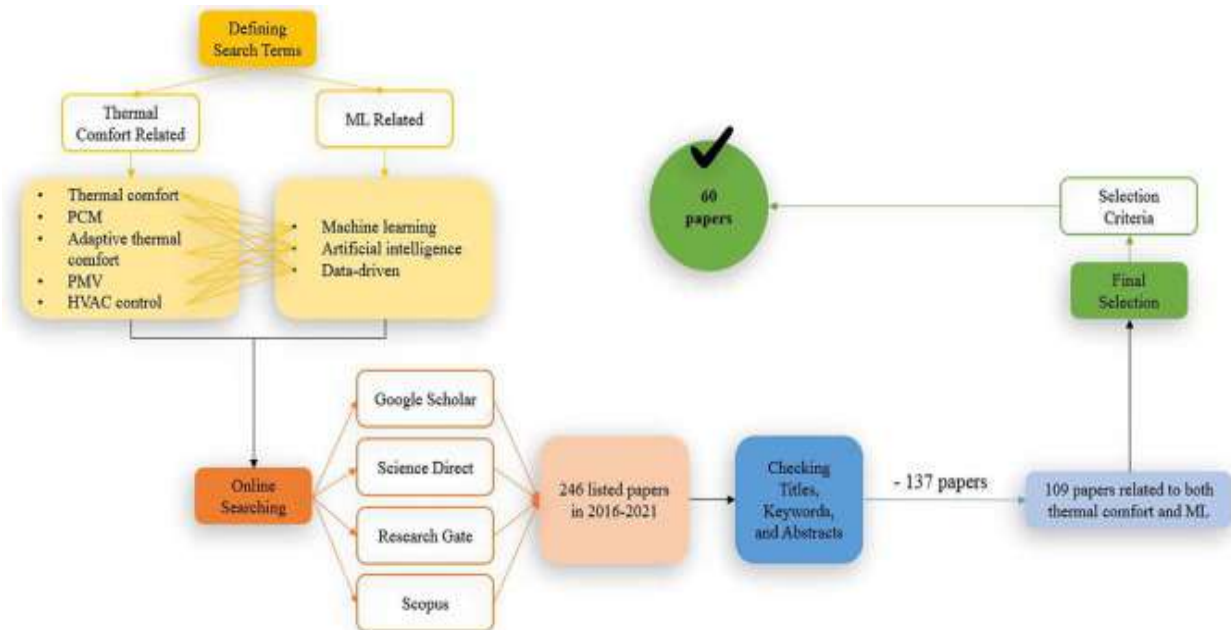 Defining
Search Terms
Thermal
Comfort Related
ML Related
• Thermal comfort
• PCM
• Adaptive thermal
comfort
• PMV
• HVAC control
• Machine learning
• Artificial intelligence
• Data-driven
60
papers
Selection
Criteria
Final
Selection
Online
Searching
Google Scholar
Science Direct
Research Gate
Scopus
246 listed papers
in 2016-2021
Checking
Titles,
Keywords,
and Abstracts
- 137 papers
109 papers related to both
thermal comfort and ML